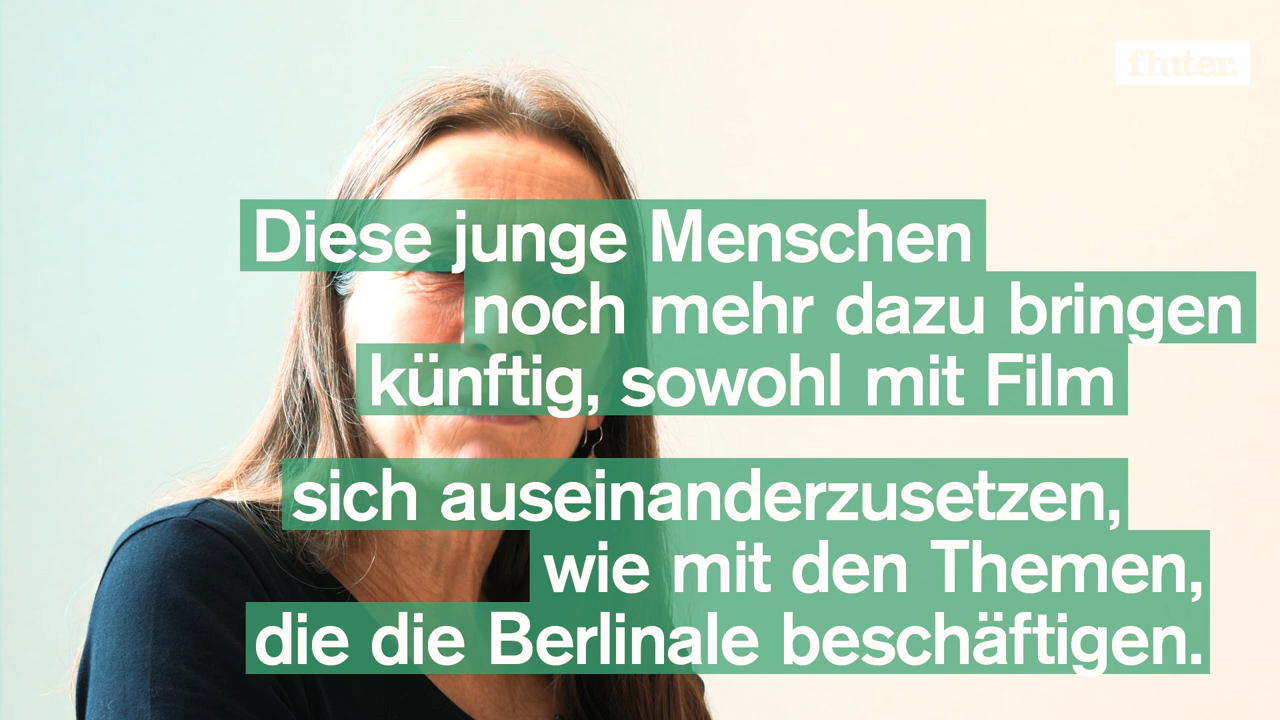 fluter.
Diese junge Menschen
noch mehr dazu bringen
künftig, sowohl mit Film
sich auseinanderzusetzen,
wie mit den Themen,
die die Berlinale beschäftigen.